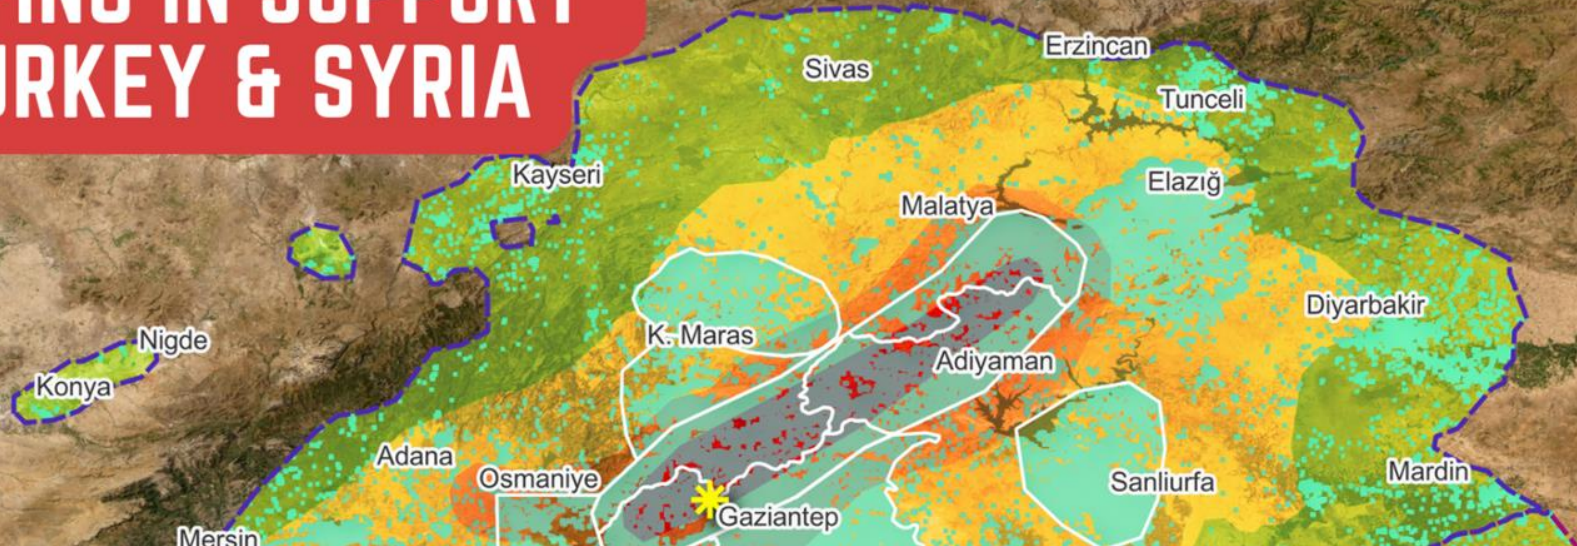 URKEY & SYRIA
Erzincan
Sivas
Tunceli
Kayseri
Elazığ
Malatya
Diyarbakir
K. Maras
Nigde
Adiyaman
Konya
Adana
Mardin
Osmaniye
Sanliurfa
Gaziantep
Mersin